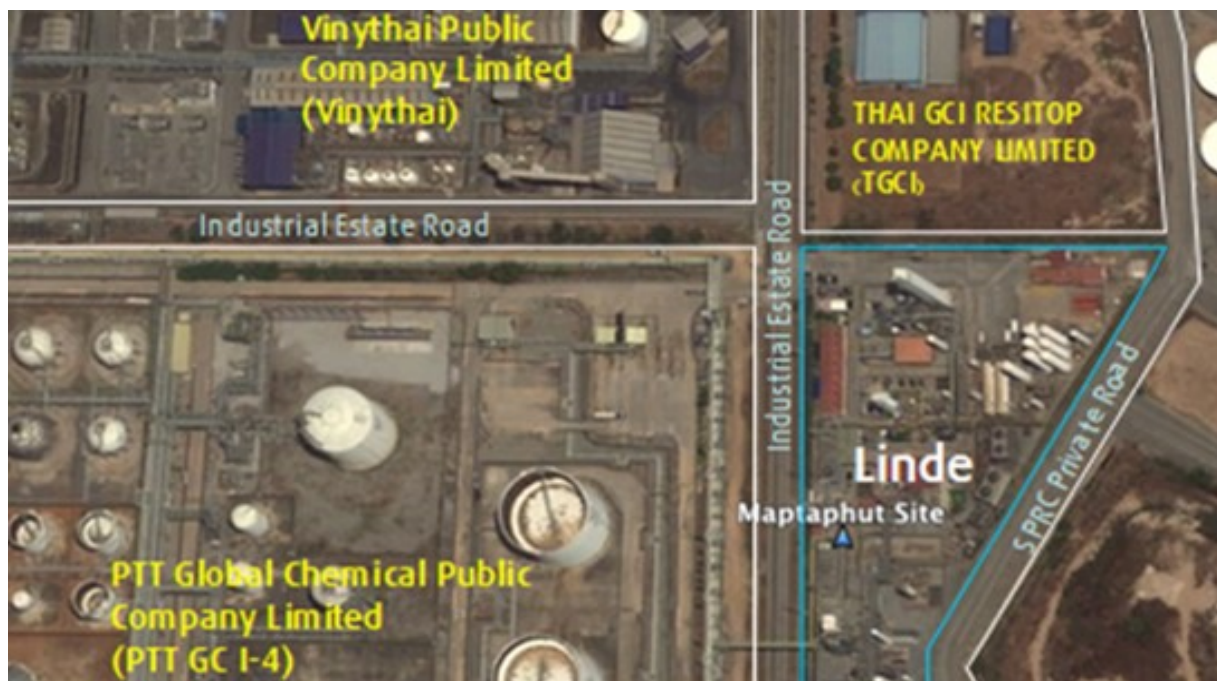 Vinythai Public
Company Limited
(Vinythai)
THAI GCI RESITOP
COMPANY LIMITED
(TGCI)
Industrial Estate Road
Industrial Estate Road
Linde
Maptaphut Site
SPRC Private Road
PTT Global Chemical Public
Company Limited
(PTT GC I-4)